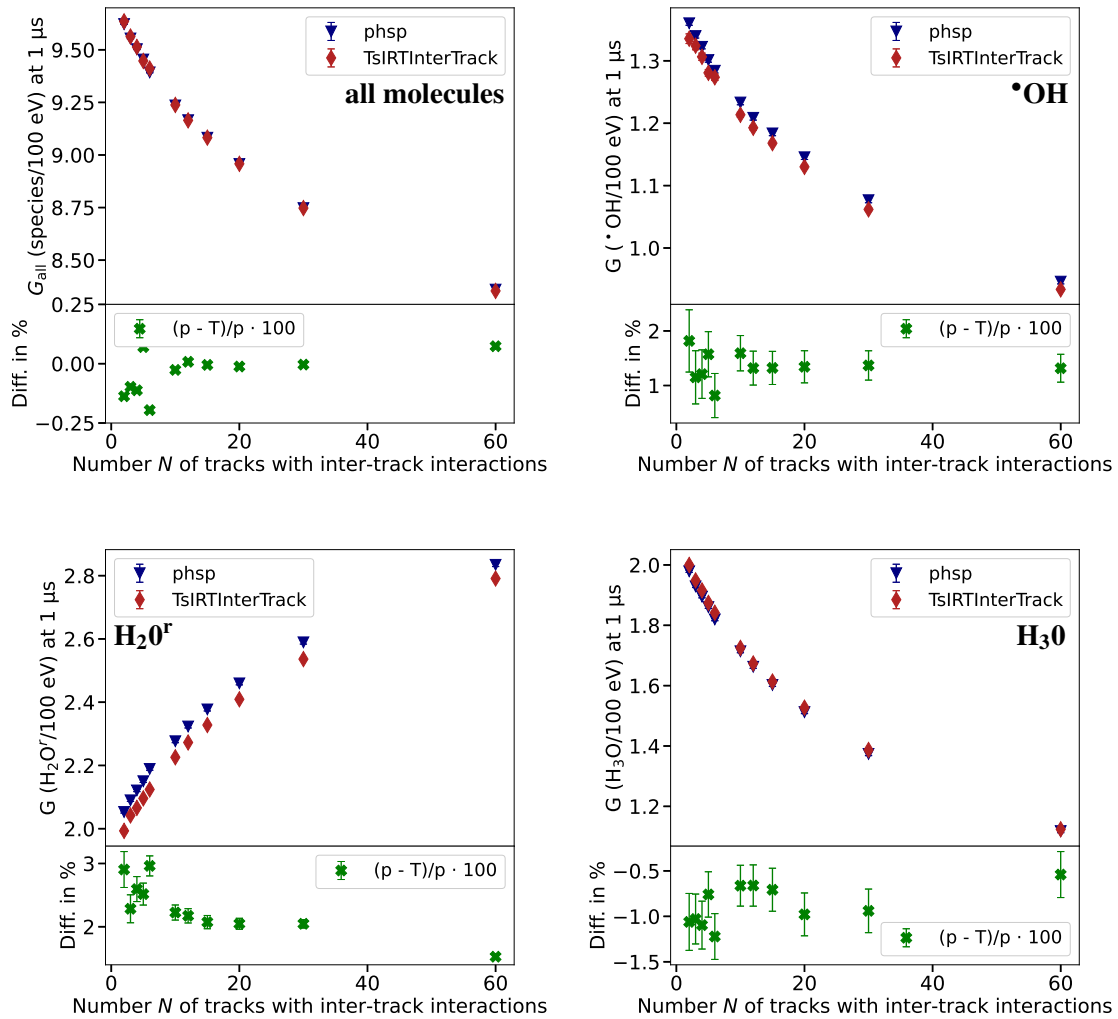 phsp
TsIRTInterTrack
all molecules
G_all (species/100 eV) at 1 µs
9.50
9.25
9.00
8.75
8.50
(p - T)/p · 100
Diff. in %
0.25
0.00
−0.25
0
20
40
60
Number N of tracks with inter-track interactions
phsp
TsIRTInterTrack
•OH
G (•OH/100 eV) at 1 µs
1.3
1.2
1.1
1.0
(p - T)/p · 100
Diff. in %
2
1
0
20
40
60
Number N of tracks with inter-track interactions
phsp
TsIRTInterTrack
H₂0ʳ
G (H₂Oʳ/100 eV) at 1 µs
2.8
2.6
2.4
2.2
2.0
(p - T)/p · 100
Diff. in %
3
2
0
20
40
60
Number N of tracks with inter-track interactions
phsp
TsIRTInterTrack
H₃0
G (H₃O/100 eV) at 1 µs
2.0
1.8
1.6
1.4
1.2
(p - T)/p · 100
Diff. in %
−0.5
−1.0
−1.5
0
20
40
60
Number N of tracks with inter-track interactions